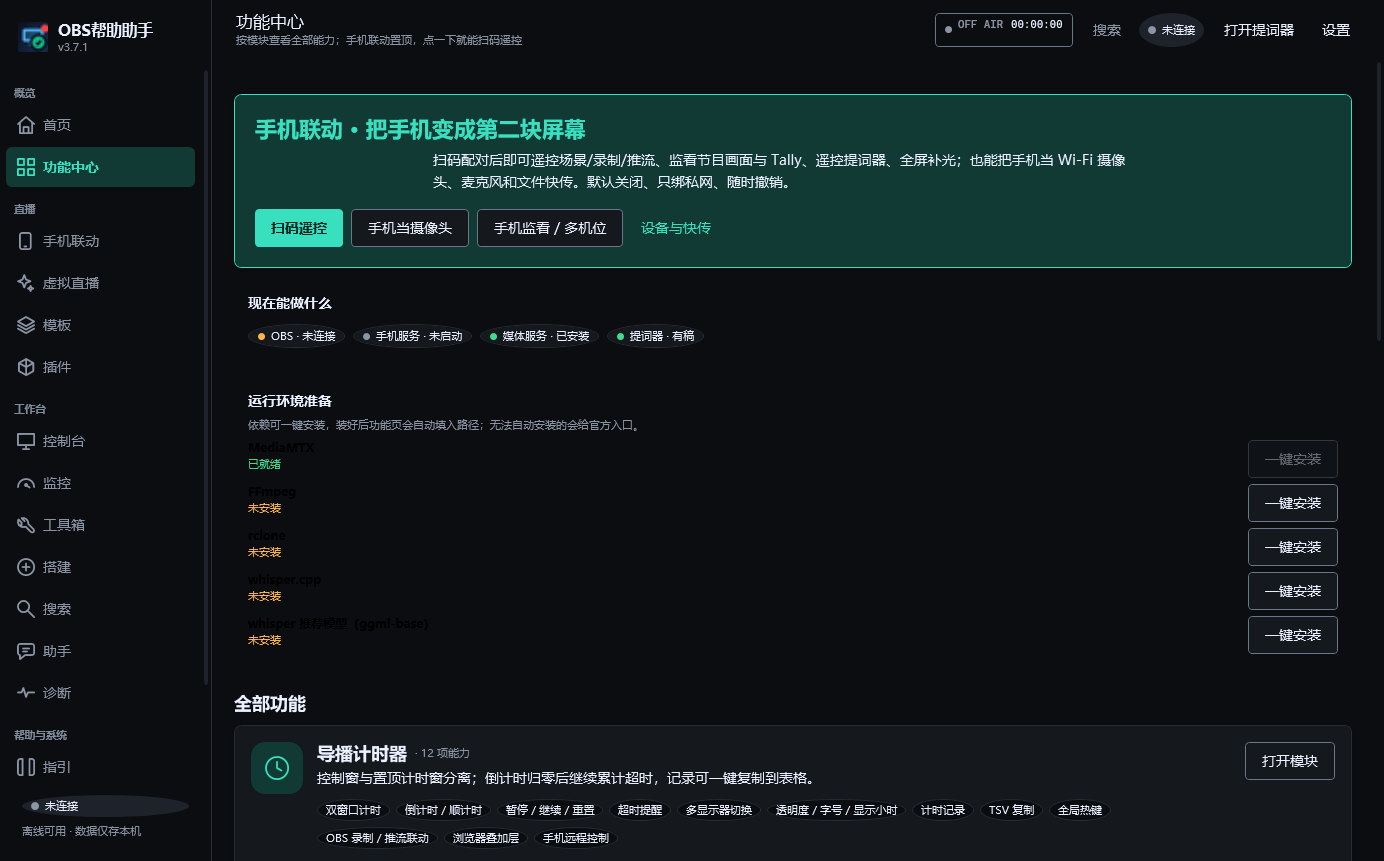 OBS帮助助手
v3.7.1
概览
首页
功能中心
直播
手机联动
虚拟直播
模板
插件
工作台
控制台
监控
工具箱
搭建
搜索
助手
诊断
帮助与系统
指引
未连接
离线可用 · 数据仅存本机
功能中心
按模块查看全部能力；手机联动置顶，点一下就能扫码遥控
OFF AIR 00:00:00
搜索
未连接
打开提词器
设置
手机联动 · 把手机变成第二块屏幕
扫码配对后即可遥控场景/录制/推流、监看节目画面与 Tally、遥控提词器、全屏补光；也能把手机当 Wi-Fi 摄像
头、麦克风和文件快传。默认关闭、只绑私网、随时撤销。
扫码遥控
手机当摄像头
手机监看 / 多机位
设备与快传
现在能做什么
OBS · 未连接
手机服务 · 未启动
媒体服务 · 已安装
提词器 · 有稿
运行环境准备
依赖可一键安装，装好后功能页会自动填入路径；无法自动安装的会给官方入口。
MediaMTX
已就绪
一键安装
FFmpeg
未安装
一键安装
rclone
未安装
一键安装
whisper.cpp
未安装
一键安装
whisper 推荐模型（ggml-base）
未安装
一键安装
全部功能
导播计时器 · 12 项能力
控制窗与置顶计时窗分离；倒计时归零后继续累计超时，记录可一键复制到表格。
打开模块
双窗口计时
倒计时 / 顺计时
暂停 / 继续 / 重置
超时提醒
多显示器切换
透明度 / 字号 / 显示小时
计时记录
TSV 复制
全局热键
OBS 录制 / 推流联动
浏览器叠加层
手机远程控制